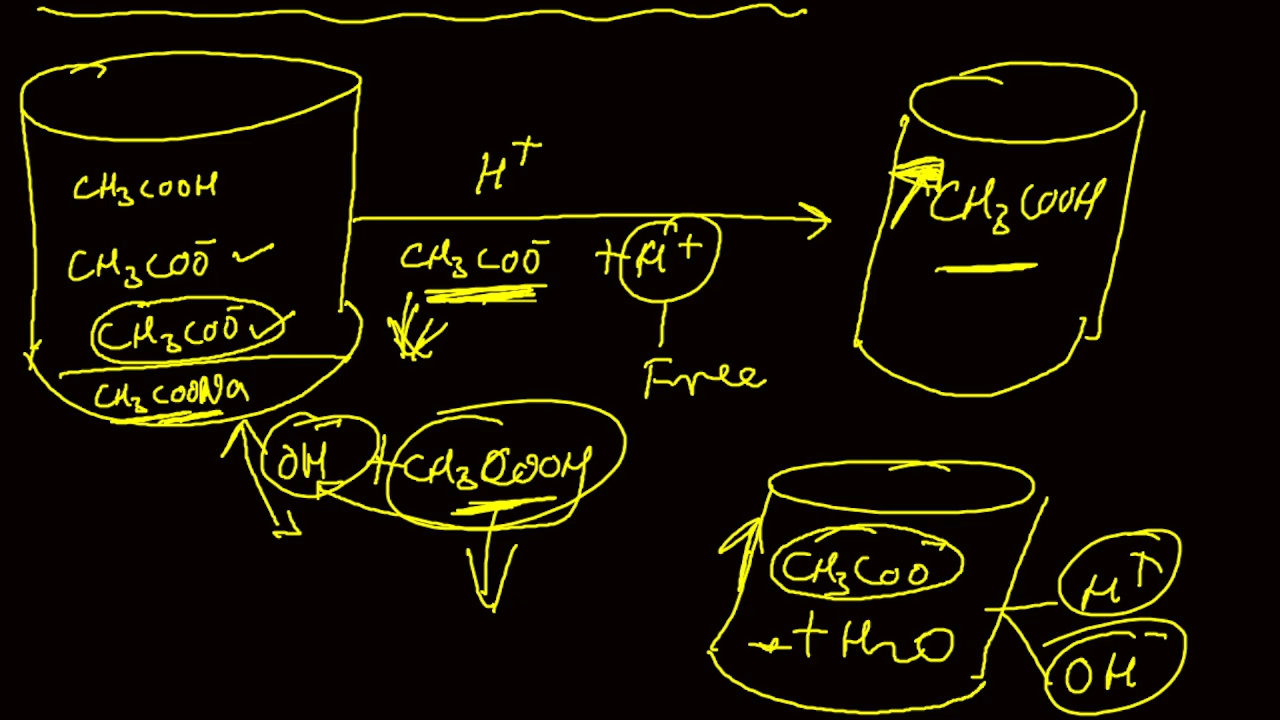 CH3COOH
CH3COO-
CH3COO-
CH3COONa
H+
CH3COO- + H+
Free
CH3COOH
OH- + CH3COOH
CH3COO-
+ H2O
H+
OH-